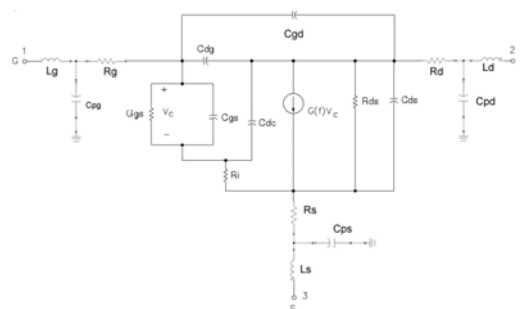 Cgd
G 1
Lg
Rg
Cdg
Rd
Ld
2
Cpg
+
Vc
−
Cgs
Cdc
G(f)Vc
Rds
Cds
Cpd
Ri
Rs
Cps
Ls
3